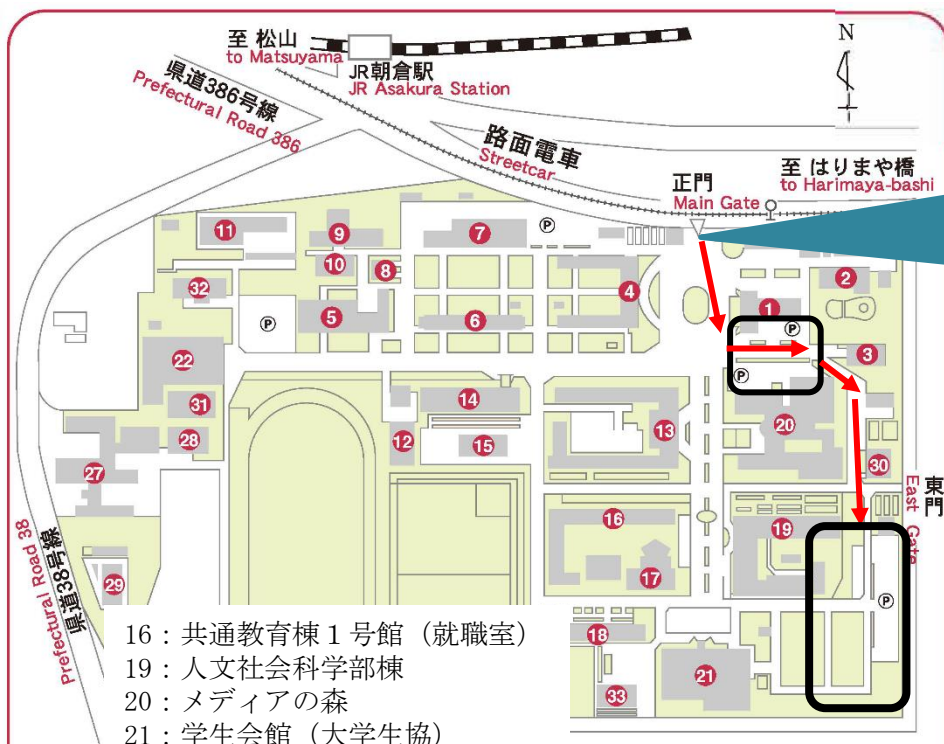 至 松山
to Matsuyama
JR朝倉駅
JR Asakura Station
N
県道386号線
Prefectural Road 386
路面電車
Streetcar
正門
Main Gate
至 はりまや橋
to Harimaya-bashi
11
9
7
P
10
8
4
2
32
5
6
1
P
P
3
22
P
31
14
13
20
28
12
15
30
27
東門
East Gate
16
19
29
17
P
県道38号線
Prefectural Road 38
18
21
33
16：共通教育棟１号館（就職室）
19：人文社会科学部棟
20：メディアの森
21：学生会館（大学生協）